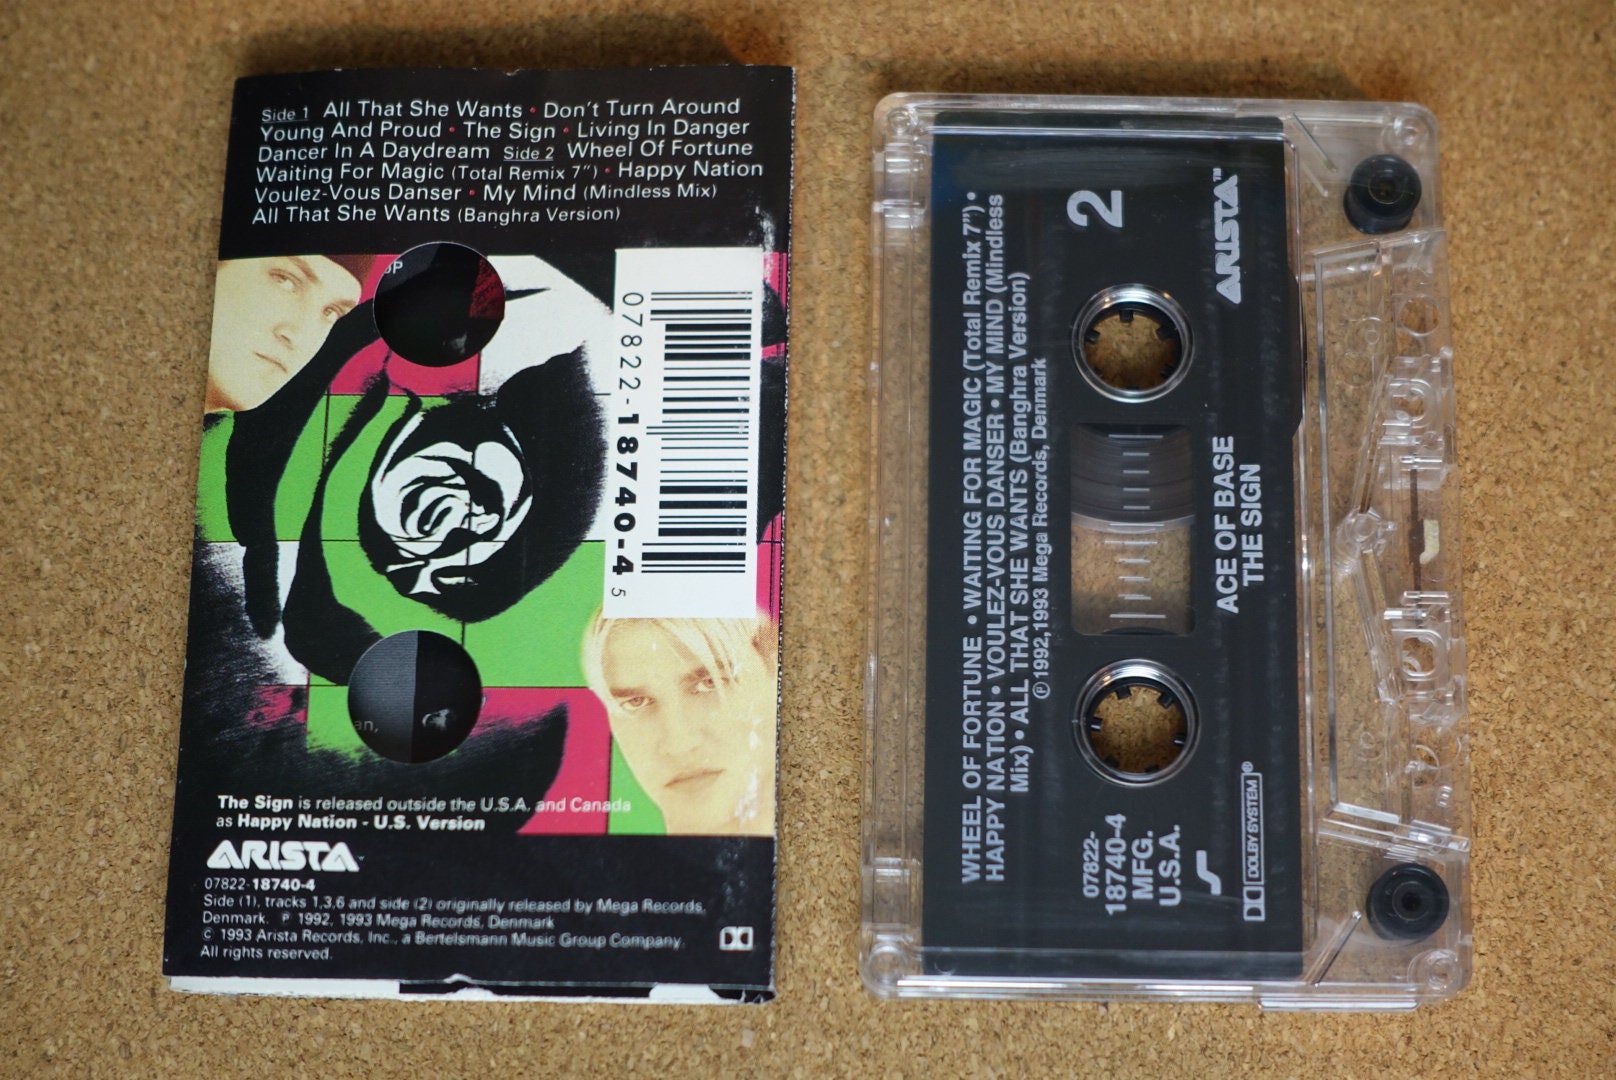 Side 1 All That She Wants • Don't Turn Around
Young And Proud • The Sign • Living In Danger
Dancer In A Daydream Side 2 Wheel Of Fortune
Waiting For Magic (Total Remix 7") • Happy Nation
Voulez-Vous Danser • My Mind (Mindless Mix)
All That She Wants (Banghra Version)
07822-18740-4 5
The Sign is released outside the U.S.A. and Canada
as Happy Nation - U.S. Version
ARISTA™
07822-18740-4
Side (1), tracks 1,3,6 and side (2) originally released by Mega Records,
Denmark. ℗ 1992, 1993 Mega Records, Denmark
© 1993 Arista Records, Inc., a Bertelsmann Music Group Company.
All rights reserved.
WHEEL OF FORTUNE • WAITING FOR MAGIC (Total Remix 7") •
HAPPY NATION • VOULEZ-VOUS DANSER • MY MIND (Mindless
Mix) • ALL THAT SHE WANTS (Banghra Version)
℗1992,1993 Mega Records, Denmark
2
07822-
18740-4
MFG.
U.S.A.
ARISTA™
ACE OF BASE
THE SIGN
DOLBY SYSTEM®